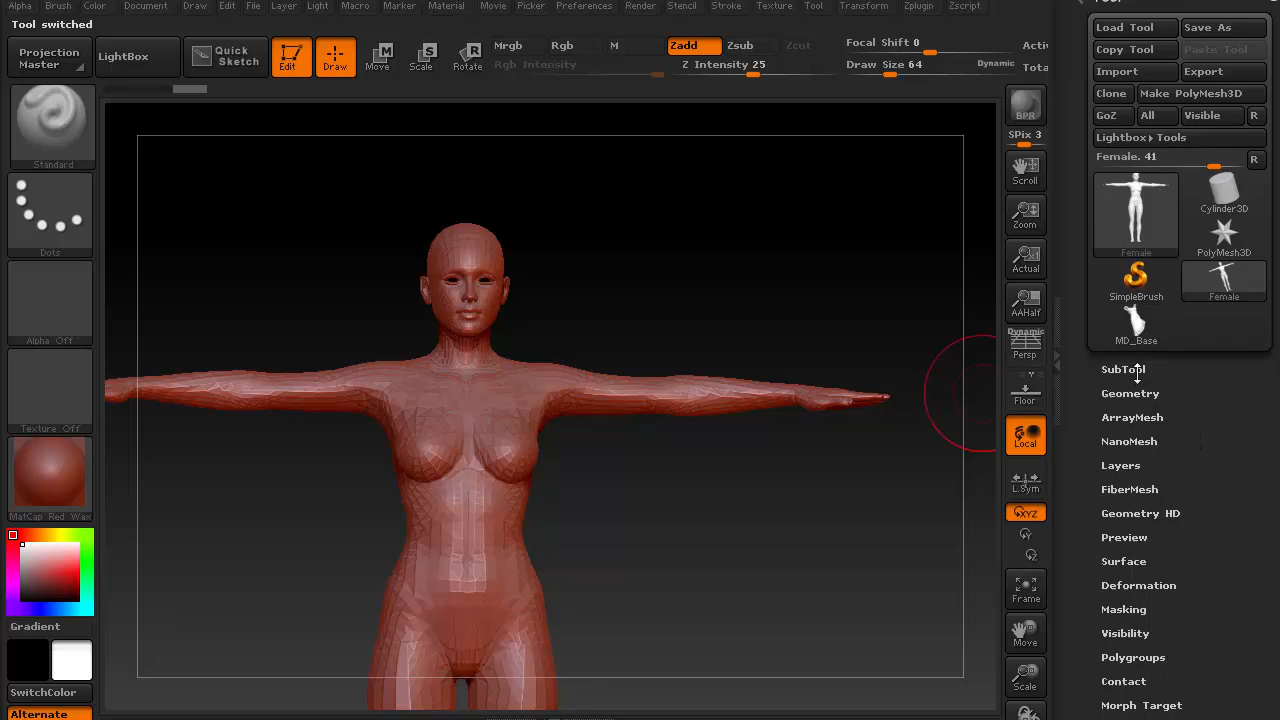 Alpha Brush Color Document Draw Edit File Layer Light Macro Marker Material Movie Picker Preferences Render Stencil Stroke Texture Tool Transform Zplugin Zscript
Tool switched
Projection Master
LightBox
Quick Sketch
Edit
Draw
Move
Scale
Rotate
Mrgb Rgb M
Rgb Intensity
Zadd Zsub Zcut
Z Intensity 25
Focal Shift 0
Draw Size 64 Dynamic
Standard
Dots
Alpha Off
Texture Off
MatCap Red Wax
Gradient
SwitchColor
Alternate
BPR
SPix 3
Scroll
Zoom
Actual
AAHalf
Dynamic
Persp
Floor
Local
L.Sym
XYZ
Frame
Move
Scale
Load Tool Save As
Copy Tool Paste Tool
Import Export
Clone Make PolyMesh3D
GoZ All Visible R
Lightbox▸Tools
Female. 41 R
Female
Cylinder3D
PolyMesh3D
SimpleBrush
Female
MD_Base
SubTool
Geometry
ArrayMesh
NanoMesh
Layers
FiberMesh
Geometry HD
Preview
Surface
Deformation
Masking
Visibility
Polygroups
Contact
Morph Target